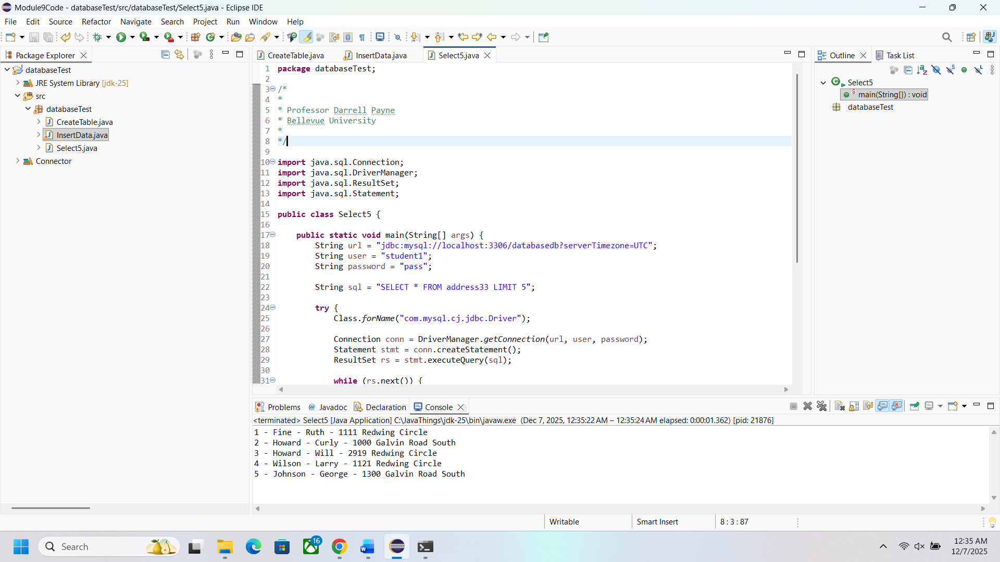 Module9Code - databaseTest/src/databaseTest/Select5.java - Eclipse IDE
File Edit Source Refactor Navigate Search Project Run Window Help
Package Explorer
databaseTest
JRE System Library [jdk-25]
src
databaseTest
CreateTable.java
InsertData.java
Select5.java
Connector
CreateTable.java InsertData.java Select5.java
1 package databaseTest;
2
3 /*
4 *
5 * Professor Darrell Payne
6 * Bellevue University
7 *
8 */
9
10 import java.sql.Connection;
11 import java.sql.DriverManager;
12 import java.sql.ResultSet;
13 import java.sql.Statement;
14
15 public class Select5 {
16
17 public static void main(String[] args) {
18 String url = "jdbc:mysql://localhost:3306/databasedb?serverTimezone=UTC";
19 String user = "student1";
20 String password = "pass";
21
22 String sql = "SELECT * FROM address33 LIMIT 5";
23
24 try {
25 Class.forName("com.mysql.cj.jdbc.Driver");
26
27 Connection conn = DriverManager.getConnection(url, user, password);
28 Statement stmt = conn.createStatement();
29 ResultSet rs = stmt.executeQuery(sql);
30
31 while (rs.next()) {
Outline Task List
Select5
main(String[]) : void
databaseTest
Problems @ Javadoc Declaration Console
<terminated> Select5 [Java Application] C:\JavaThings\jdk-25\bin\javaw.exe (Dec 7, 2025, 12:35:22 AM – 12:35:24 AM elapsed: 0:00:01.362) [pid: 21876]
1 - Fine - Ruth - 1111 Redwing Circle
2 - Howard - Curly - 1000 Galvin Road South
3 - Howard - Will - 2919 Redwing Circle
4 - Wilson - Larry - 1121 Redwing Circle
5 - Johnson - George - 1300 Galvin Road South
Writable Smart Insert 8 : 3 : 87
Search
16
12:35 AM
12/7/2025